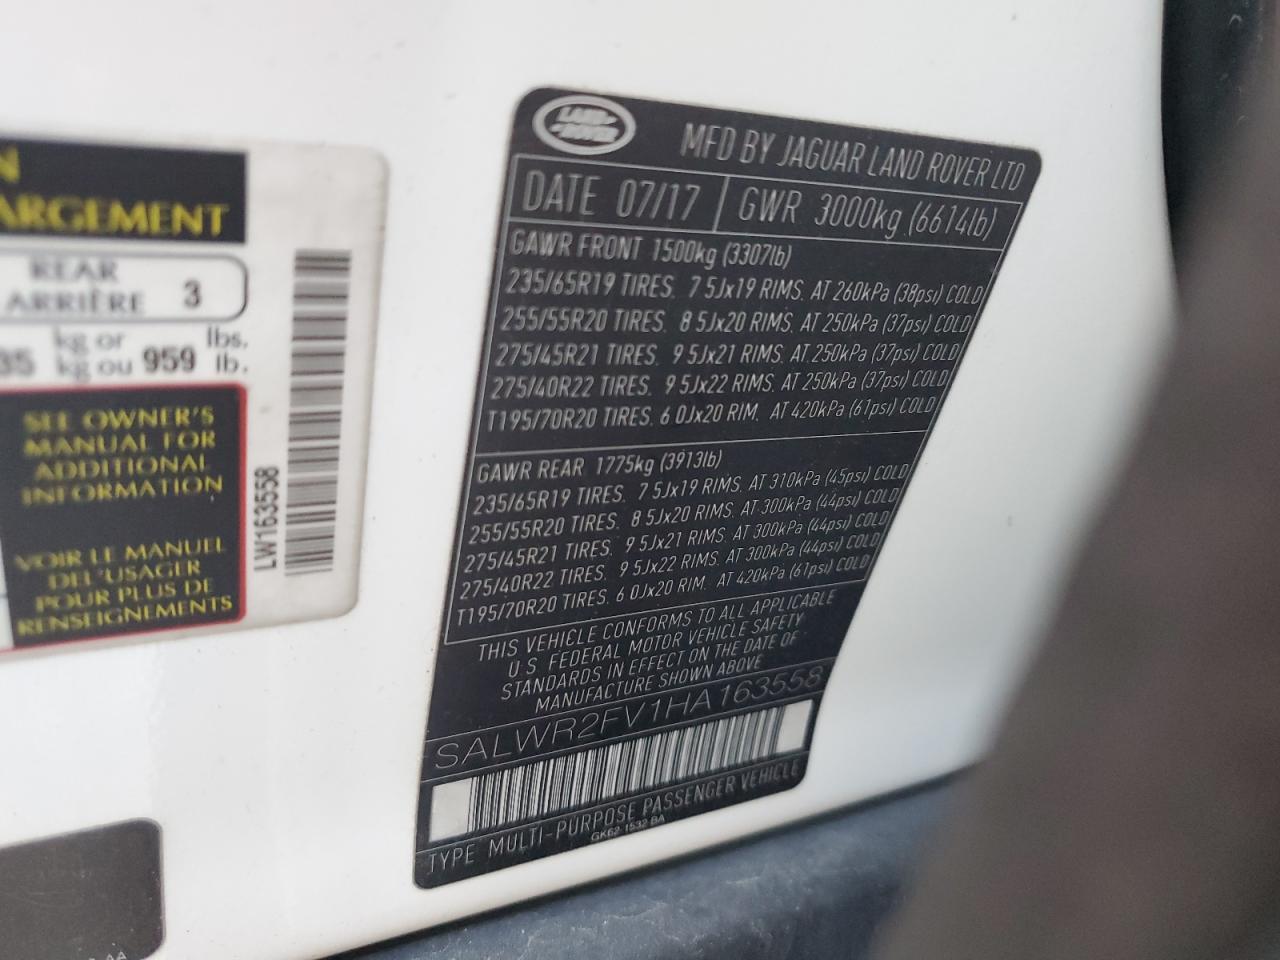 N
ARGEMENT
REAR
ARRIÈRE 3
35 kg or kg ou 959 lbs. lb.
SEE OWNER'S
MANUAL FOR
ADDITIONAL
INFORMATION
VOIR LE MANUEL
DEL'USAGER
POUR PLUS DE
RENSEIGNEMENTS
LW163558
LAND-
-ROVER
MFD BY JAGUAR LAND ROVER LTD
DATE 07/17 GWR 3000kg (6614lb)
GAWR FRONT 1500kg (3307lb)
235/65R19 TIRES. 7 5Jx19 RIMS. AT 260kPa (38psi) COLD
255/55R20 TIRES. 8 5Jx20 RIMS. AT 250kPa (37psi) COLD
275/45R21 TIRES. 9 5Jx21 RIMS. AT 250kPa (37psi) COLD
275/40R22 TIRES. 9 5Jx22 RIMS. AT 250kPa (37psi) COLD
T195/70R20 TIRES. 6 0Jx20 RIM. AT 420kPa (61psi) COLD
GAWR REAR 1775kg (3913lb)
235/65R19 TIRES. 7 5Jx19 RIMS. AT 310kPa (45psi) COLD
255/55R20 TIRES. 8 5Jx20 RIMS. AT 300kPa (44psi) COLD
275/45R21 TIRES. 9 5Jx21 RIMS. AT 300kPa (44psi) COLD
275/40R22 TIRES. 9 5Jx22 RIMS. AT 300kPa (44psi) COLD
T195/70R20 TIRES. 6 0Jx20 RIM. AT 420kPa (61psi) COLD
THIS VEHICLE CONFORMS TO ALL APPLICABLE
U.S. FEDERAL MOTOR VEHICLE SAFETY
STANDARDS IN EFFECT ON THE DATE OF
MANUFACTURE SHOWN ABOVE
SALWR2FV1HA163558
TYPE MULTI-PURPOSE PASSENGER VEHICLE
GK62-1532-BA